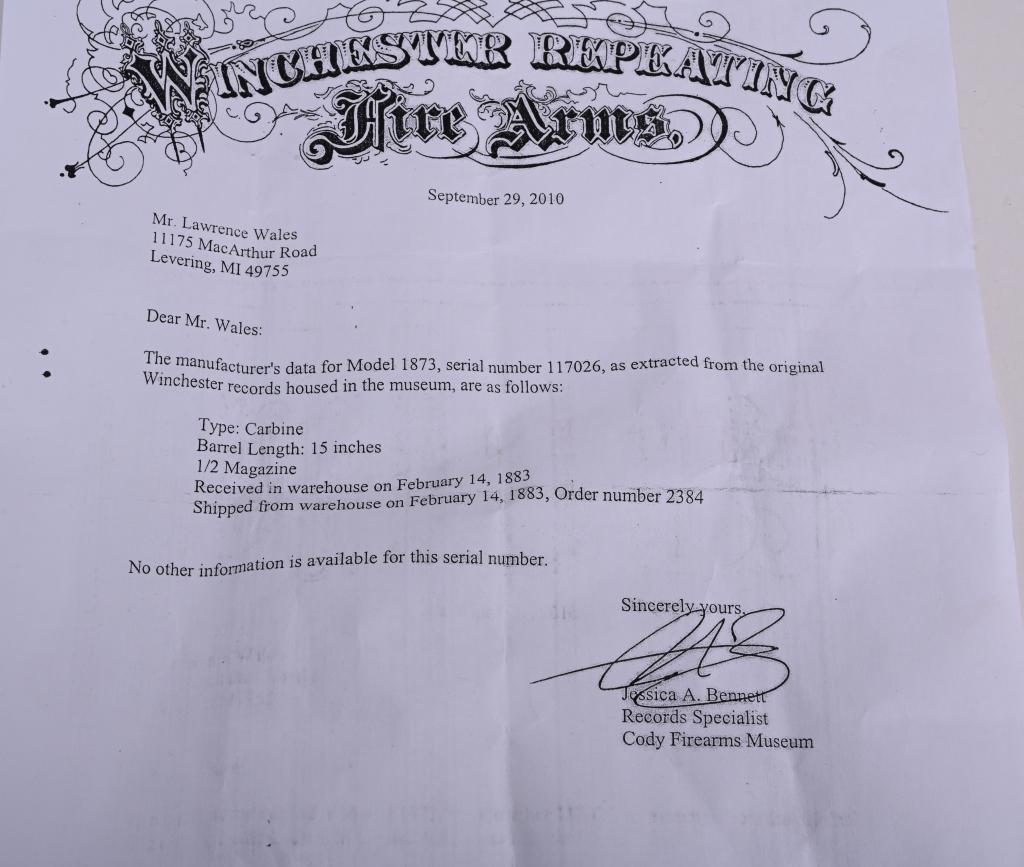 WINCHESTER REPEATING
Fire Arms,
September 29, 2010
Mr. Lawrence Wales
11175 MacArthur Road
Levering, MI 49755
Dear Mr. Wales:
The manufacturer's data for Model 1873, serial number 117026, as extracted from the original
Winchester records housed in the museum, are as follows:
Type: Carbine
Barrel Length: 15 inches
1/2 Magazine
Received in warehouse on February 14, 1883
Shipped from warehouse on February 14, 1883, Order number 2384
No other information is available for this serial number.
Sincerely yours,
Jessica A. Bennett
Records Specialist
Cody Firearms Museum